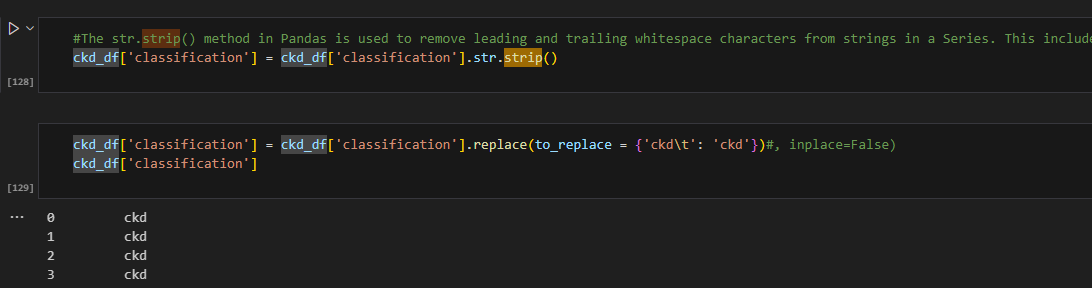 #The str.strip() method in Pandas is used to remove leading and trailing whitespace characters from strings in a Series. This
ckd_df['classification'] = ckd_df['classification'].str.strip()
[128]
ckd_df['classification'] = ckd_df['classification'].replace(to_replace = {'ckd\t': 'ckd'})#, inplace=False)
ckd_df['classification']
[129]
... 0 ckd
1 ckd
2 ckd
3 ckd